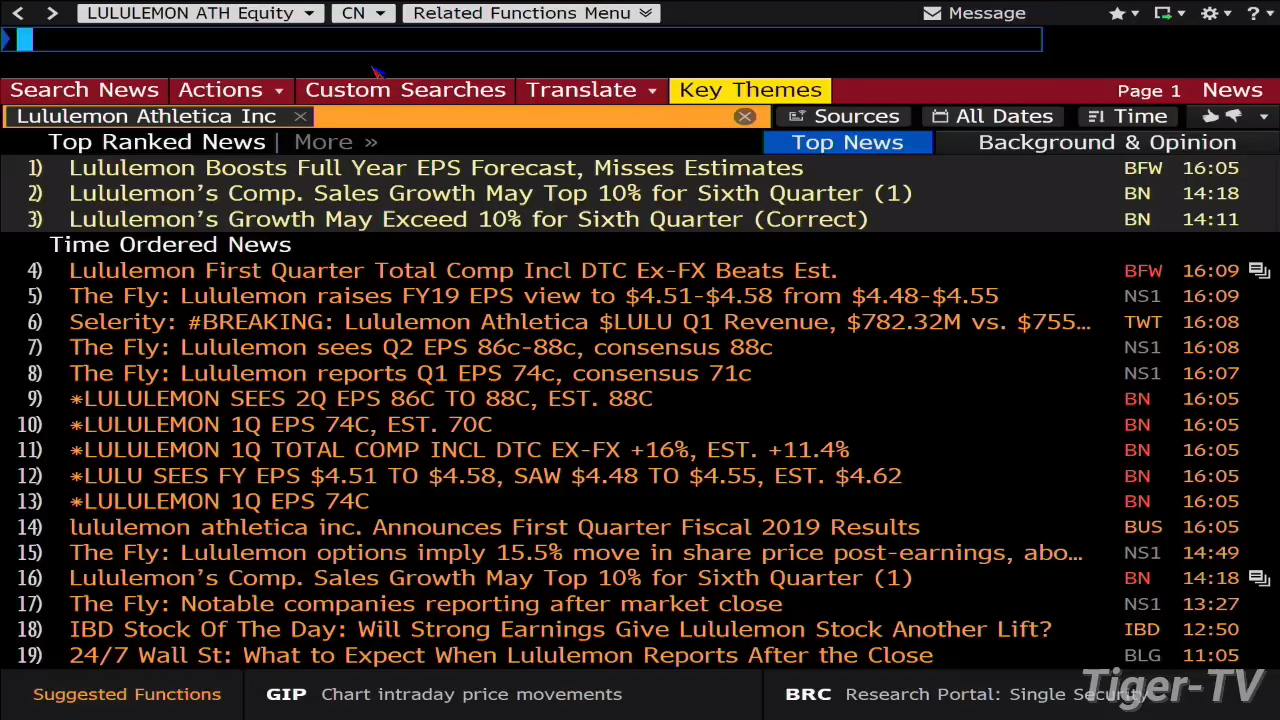 < > LULULEMON ATH Equity CN Related Functions Menu Message ?
Search News Actions Custom Searches Translate Key Themes Page 1 News
Lululemon Athletica Inc × Sources All Dates Time
Top Ranked News | More » Top News Background & Opinion
1) Lululemon Boosts Full Year EPS Forecast, Misses Estimates BFW 16:05
2) Lululemon's Comp. Sales Growth May Top 10% for Sixth Quarter (1) BN 14:18
3) Lululemon's Growth May Exceed 10% for Sixth Quarter (Correct) BN 14:11
Time Ordered News
4) Lululemon First Quarter Total Comp Incl DTC Ex-FX Beats Est. BFW 16:09
5) The Fly: Lululemon raises FY19 EPS view to $4.51-$4.58 from $4.48-$4.55 NS1 16:09
6) Selerity: #BREAKING: Lululemon Athletica $LULU Q1 Revenue, $782.32M vs. $755... TWT 16:08
7) The Fly: Lululemon sees Q2 EPS 86c-88c, consensus 88c NS1 16:08
8) The Fly: Lululemon reports Q1 EPS 74c, consensus 71c NS1 16:07
9) *LULULEMON SEES 2Q EPS 86C TO 88C, EST. 88C BN 16:05
10) *LULULEMON 1Q EPS 74C, EST. 70C BN 16:05
11) *LULULEMON 1Q TOTAL COMP INCL DTC EX-FX +16%, EST. +11.4% BN 16:05
12) *LULU SEES FY EPS $4.51 TO $4.58, SAW $4.48 TO $4.55, EST. $4.62 BN 16:05
13) *LULULEMON 1Q EPS 74C BN 16:05
14) lululemon athletica inc. Announces First Quarter Fiscal 2019 Results BUS 16:05
15) The Fly: Lululemon options imply 15.5% move in share price post-earnings, abo... NS1 14:49
16) Lululemon's Comp. Sales Growth May Top 10% for Sixth Quarter (1) BN 14:18
17) The Fly: Notable companies reporting after market close NS1 13:27
18) IBD Stock Of The Day: Will Strong Earnings Give Lululemon Stock Another Lift? IBD 12:50
19) 24/7 Wall St: What to Expect When Lululemon Reports After the Close BLG 11:05
Suggested Functions GIP Chart intraday price movements BRC Research Portal: Single Security
Tiger-TV